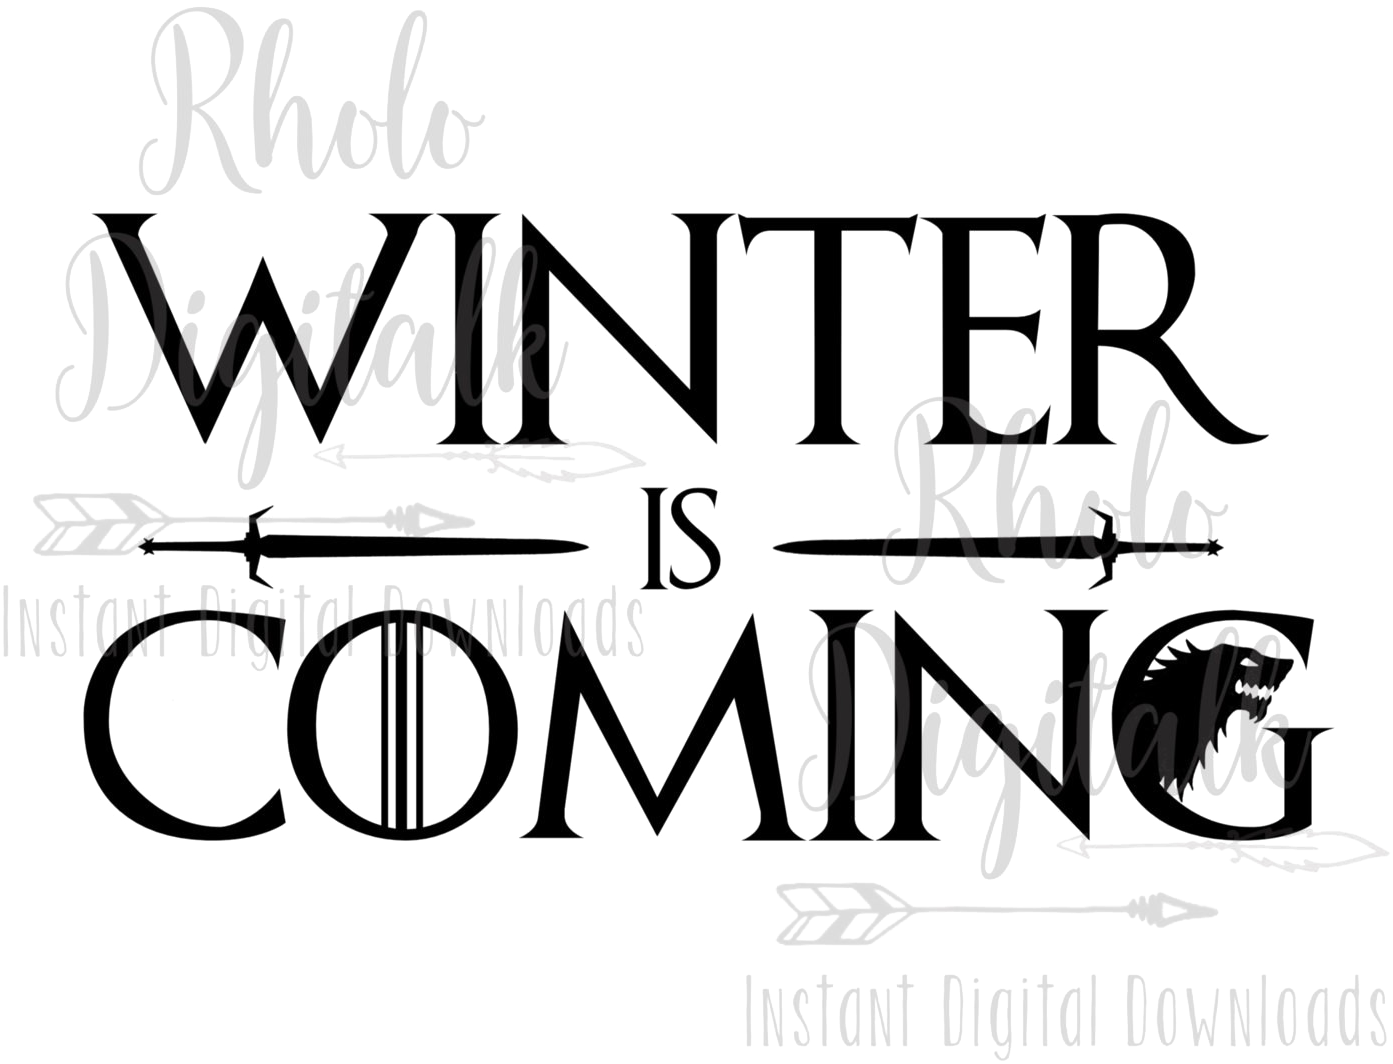 Rholo
WINTER
Digitalk
IS
Rholo
Instant Digital Downloads
COMING
Digitalk
Instant Digital Downloads